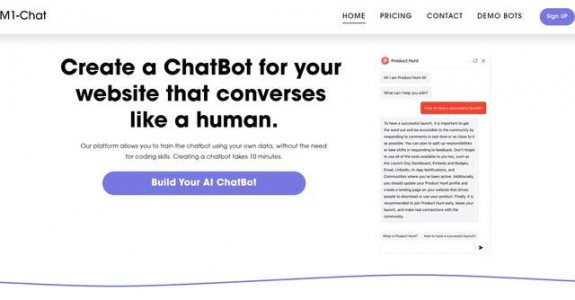 M1-Chat
HOME PRICING CONTACT DEMO BOTS Sign UP
Create a ChatBot for your
website that converses
like a human.
Our platform allows you to train the chatbot using your own data, without the need
for coding skills. Creating a chatbot takes 10 minutes.
Build Your AI ChatBot
Product Hunt
Hi! I am Product Hunt AI!
What can I help you with?
How to have a successful launch?
To have a successful launch, it is important to get
the word out and be accessible to the community by
responding to comments in real-time or as close to it
as possible. You can plan to split up responsibilities
or take shifts in responding to feedback. Don't forget
to use all of the tools available to you, such as the
Launch Day Dashboard, Embeds and Badges,
Email, LinkedIn, In App Notifications, and
Communities where you've been active. Additionally,
you should update your Product Hunt profile and
create a landing page on your website that drives
people to download or use your product. Finally, it is
recommended to join Product Hunt early, tease your
launch, and make real connections with the
community.
What is Product Hunt? How to have a successful launch?